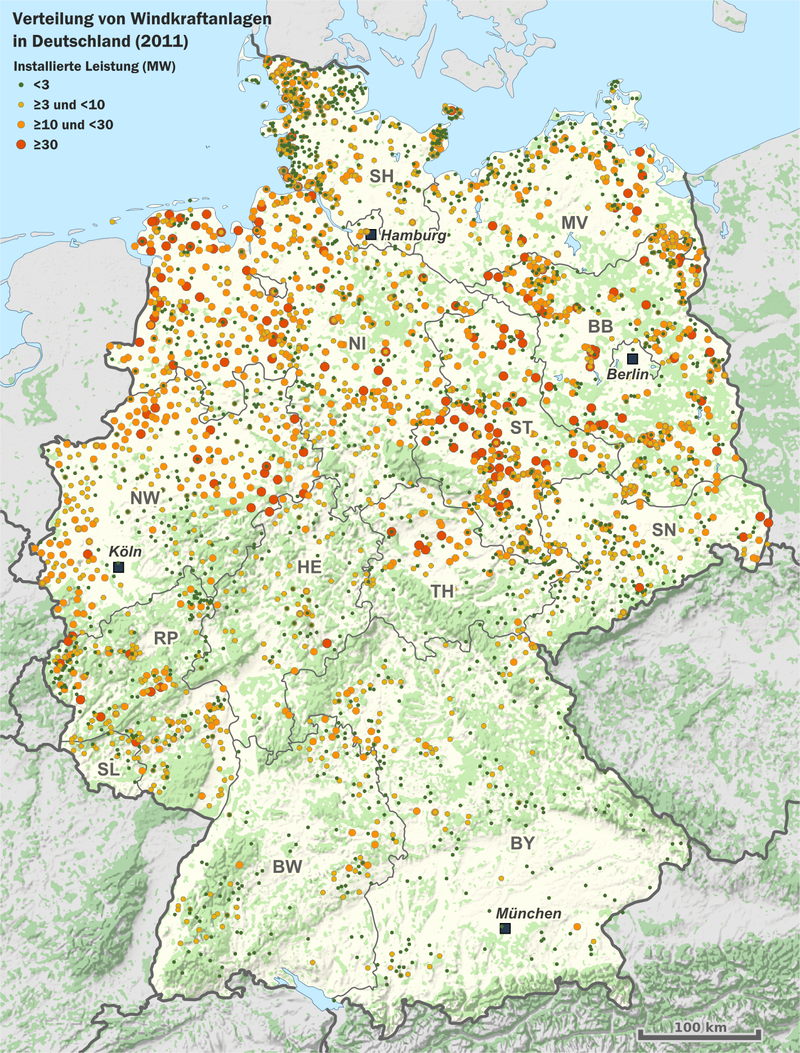 Verteilung von Windkraftanlagen
in Deutschland (2011)
Installierte Leistung (MW)
<3
≥3 und <10
≥10 und <30
≥30
SH
MV
Hamburg
BB
NI
Berlin
ST
NW
SN
Köln
HE
TH
RP
SL
BY
BW
München
100 km